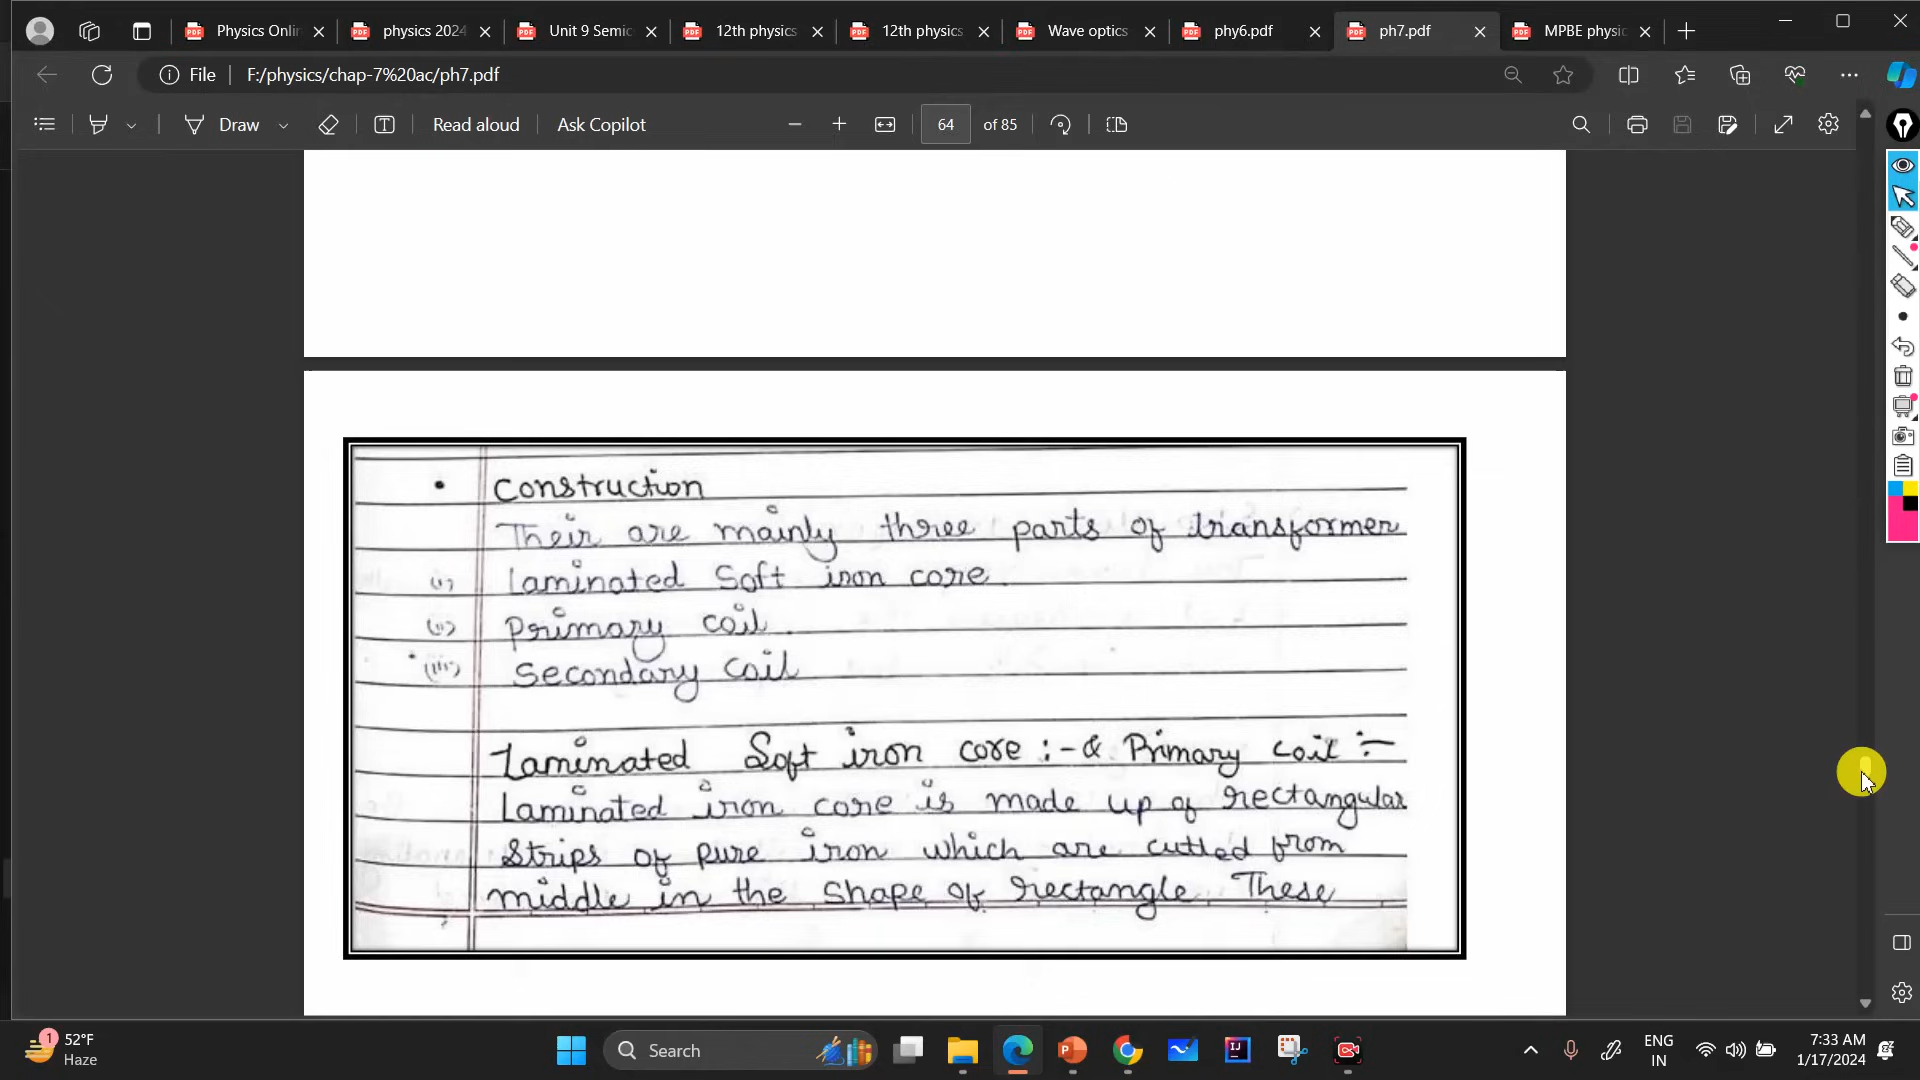 Physics Onlin
physics 2024
Unit 9 Semic
12th physics
12th physics
Wave optics
phy6.pdf
ph7.pdf
MPBE physic
File
F:/physics/chap-7%20ac/ph7.pdf
Draw
Read aloud
Ask Copilot
64
of 85
• Construction
Their are mainly three parts of transformer
(i) Laminated Soft iron core.
(ii) Primary coil.
(iii) Secondary coil
Laminated Soft iron core :- & Primary coil :-
Laminated iron core is made up of rectangular
Strips of pure iron which are cutted from
middle in the shape of rectangle. These
1
52°F
Haze
Search
ENG
IN
7:33 AM
1/17/2024